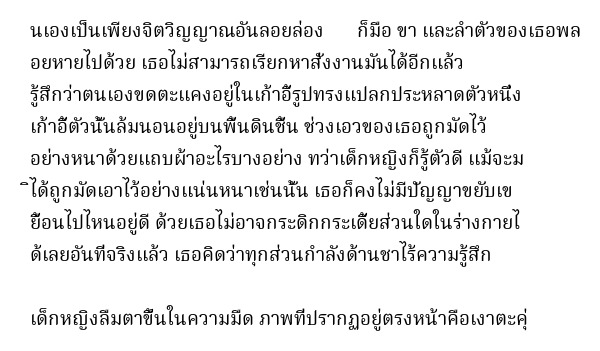 นเองเป็นเพียงจิตวิญญาณอันลอยล่อง ก็มือ ขา และลำตัวของเธอพล
อยหายไปด้วย เธอไม่สามารถเรียกหาสั่งงานมันได้อีกแล้ว
รู้สึกว่าตนเองขดตะแคงอยู่ในเก้าอี้รูปทรงแปลกประหลาดตัวหนึ่ง
เก้าอี้ตัวนั้นล้มนอนอยู่บนพื้นดินชื้น ช่วงเอวของเธอถูกมัดไว้
อย่างหนาด้วยแถบผ้าอะไรบางอย่าง ทว่าเด็กหญิงก็รู้ตัวดี แม้จะม
ิได้ถูกมัดเอาไว้อย่างแน่นหนาเช่นนั้น เธอก็คงไม่มีปัญญาขยับเข
ยื้อนไปไหนอยู่ดี ด้วยเธอไม่อาจกระดิกกระเดี้ยส่วนใดในร่างกายไ
ด้เลยอันที่จริงแล้ว เธอคิดว่าทุกส่วนกำลังด้านชาไร้ความรู้สึก
เด็กหญิงลืมตาขึ้นในความมืด ภาพที่ปรากฏอยู่ตรงหน้าคือเงาตะคุ่